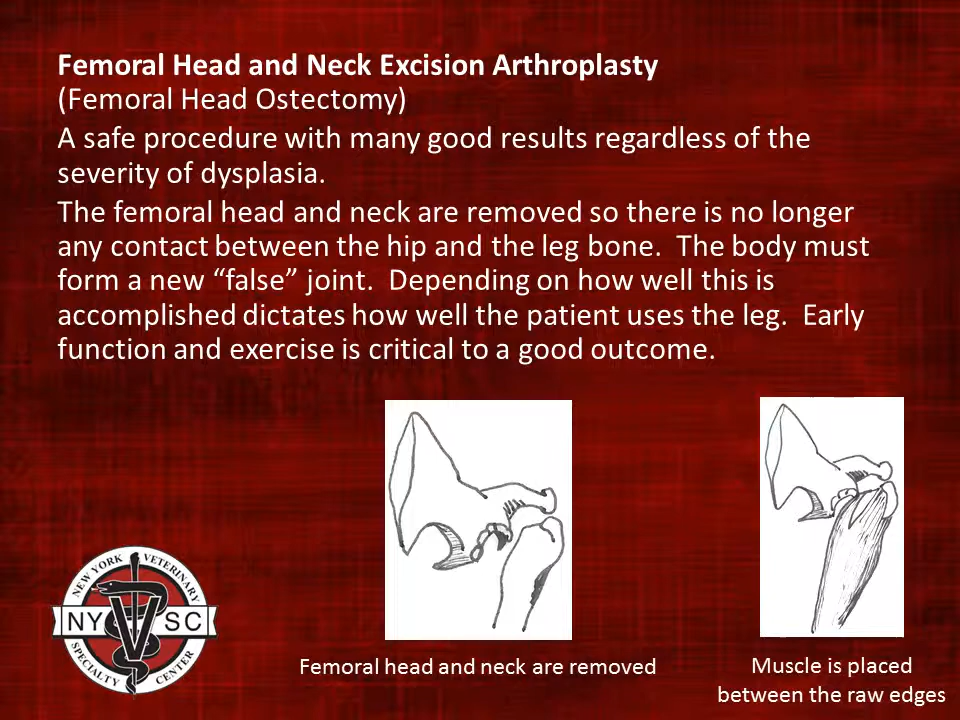 Femoral Head and Neck Excision Arthroplasty
(Femoral Head Ostectomy)
A safe procedure with many good results regardless of the
severity of dysplasia.
The femoral head and neck are removed so there is no longer
any contact between the hip and the leg bone.  The body must
form a new “false” joint.  Depending on how well this is
accomplished dictates how well the patient uses the leg.  Early
function and exercise is critical to a good outcome.
NEW YORK VETERINARY
NY SC
SPECIALTY CENTER
Femoral head and neck are removed
Muscle is placed
between the raw edges